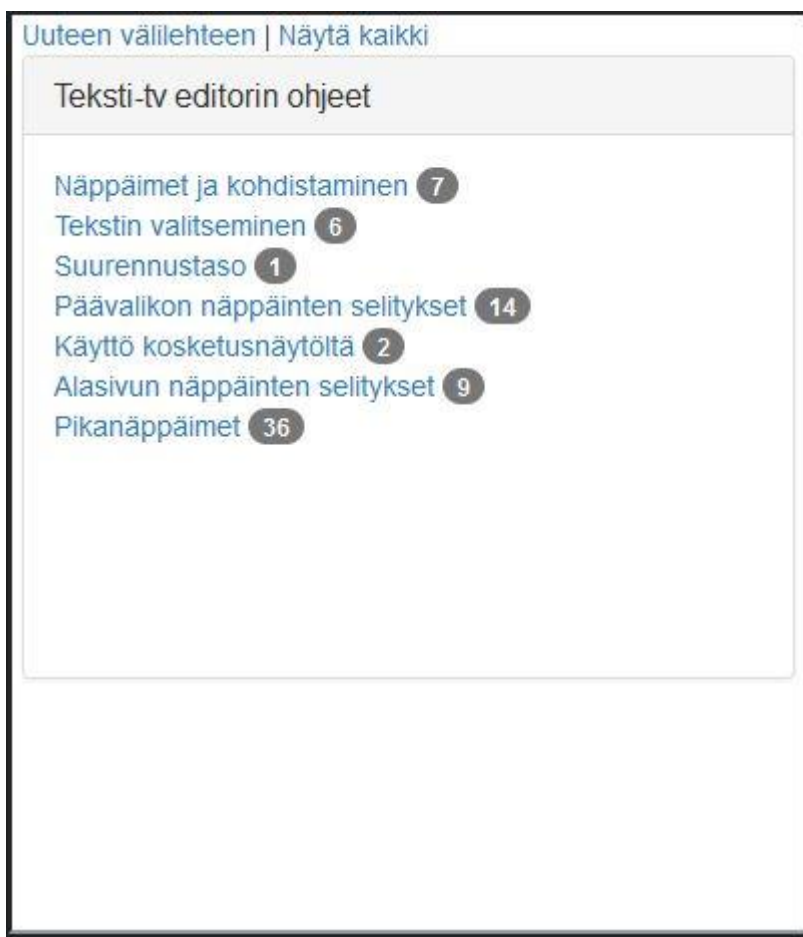 Uuteen välilehteen | Näytä kaikki
Teksti-tv editorin ohjeet
Näppäimet ja kohdistaminen 7
Tekstin valitseminen 6
Suurennustaso 1
Päävalikon näppäinten selitykset 14
Käyttö kosketusnäytöltä 2
Alasivun näppäinten selitykset 9
Pikanäppäimet 36